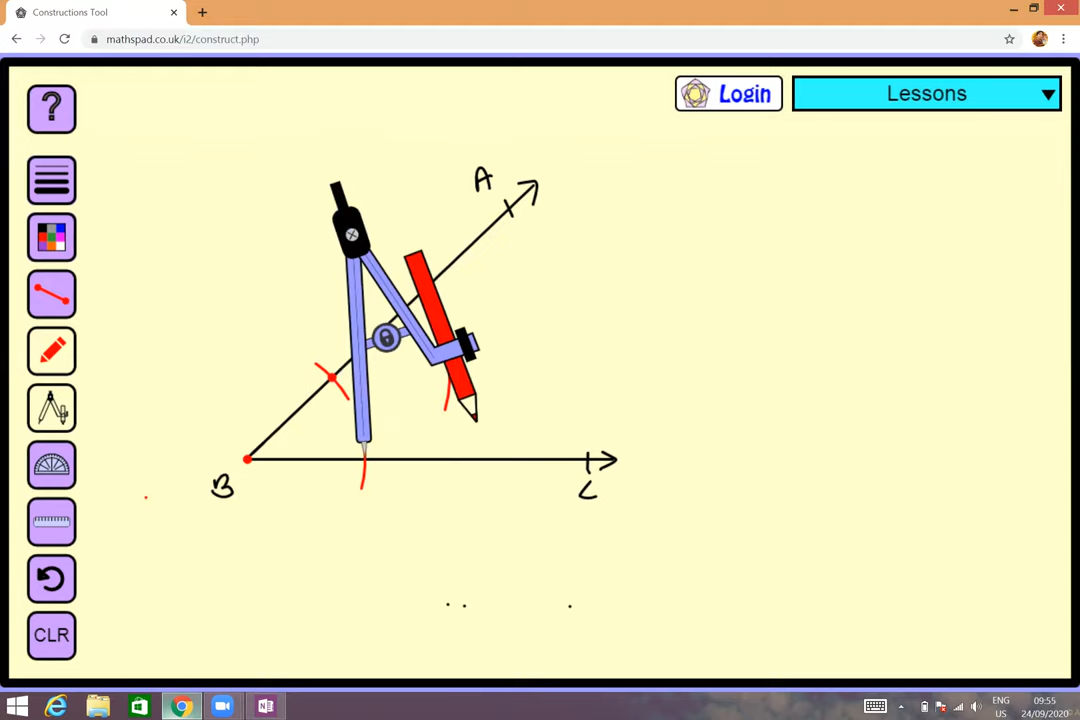 Constructions Tool
mathspad.co.uk/i2/construct.php
Login
Lessons
?
A
B
C
CLR
ENG
US
09:55
24/09/2020